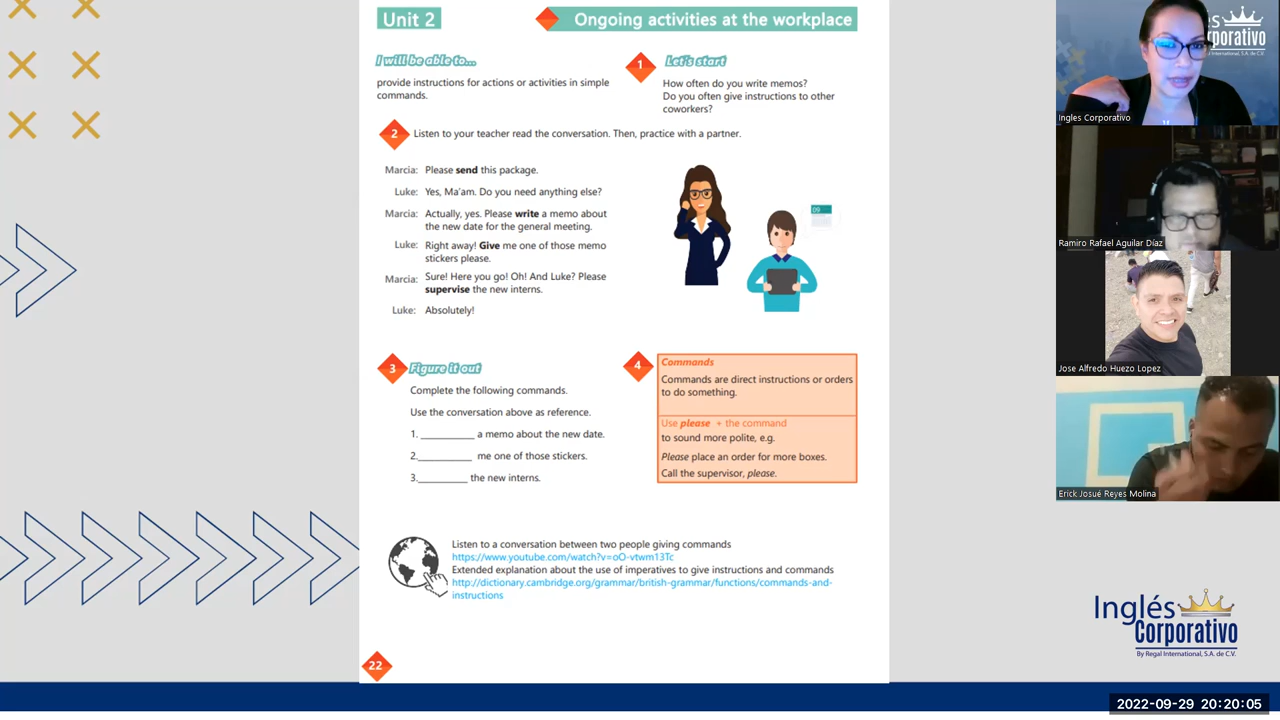 Unit 2
Ongoing activities at the workplace
I will be able to...
provide instructions for actions or activities in simple
commands.
1
Let's start
How often do you write memos?
Do you often give instructions to other
coworkers?
2
Listen to your teacher read the conversation. Then, practice with a partner.
Marcia: Please send this package.
Luke: Yes, Ma'am. Do you need anything else?
Marcia: Actually, yes. Please write a memo about
the new date for the general meeting.
Luke: Right away! Give me one of those memo
stickers please.
Marcia: Sure! Here you go! Oh! And Luke? Please
supervise the new interns.
Luke: Absolutely!
09
3
Figure it out
Complete the following commands.
Use the conversation above as reference.
1. __________ a memo about the new date.
2.__________ me one of those stickers.
3._________ the new interns.
4
Commands
Commands are direct instructions or orders
to do something.
Use please + the command
to sound more polite, e.g.
Please place an order for more boxes.
Call the supervisor, please.
Listen to a conversation between two people giving commands
https://www.youtube.com/watch?v=oO-vtwm13Tc
Extended explanation about the use of imperatives to give instructions and commands
http://dictionary.cambridge.org/grammar/british-grammar/functions/commands-and-
instructions
22
Ingles Corporativo
Ramiro Rafael Aguilar Díaz
Jose Alfredo Huezo Lopez
Erick Josué Reyes Molina
Inglés
Corporativo
By Regal International, S.A. de C.V.
2022-09-29 20:20:05